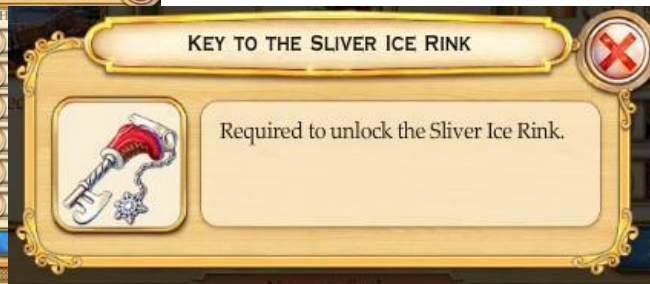 KEY TO THE SLIVER ICE RINK
Required to unlock the Sliver Ice Rink.